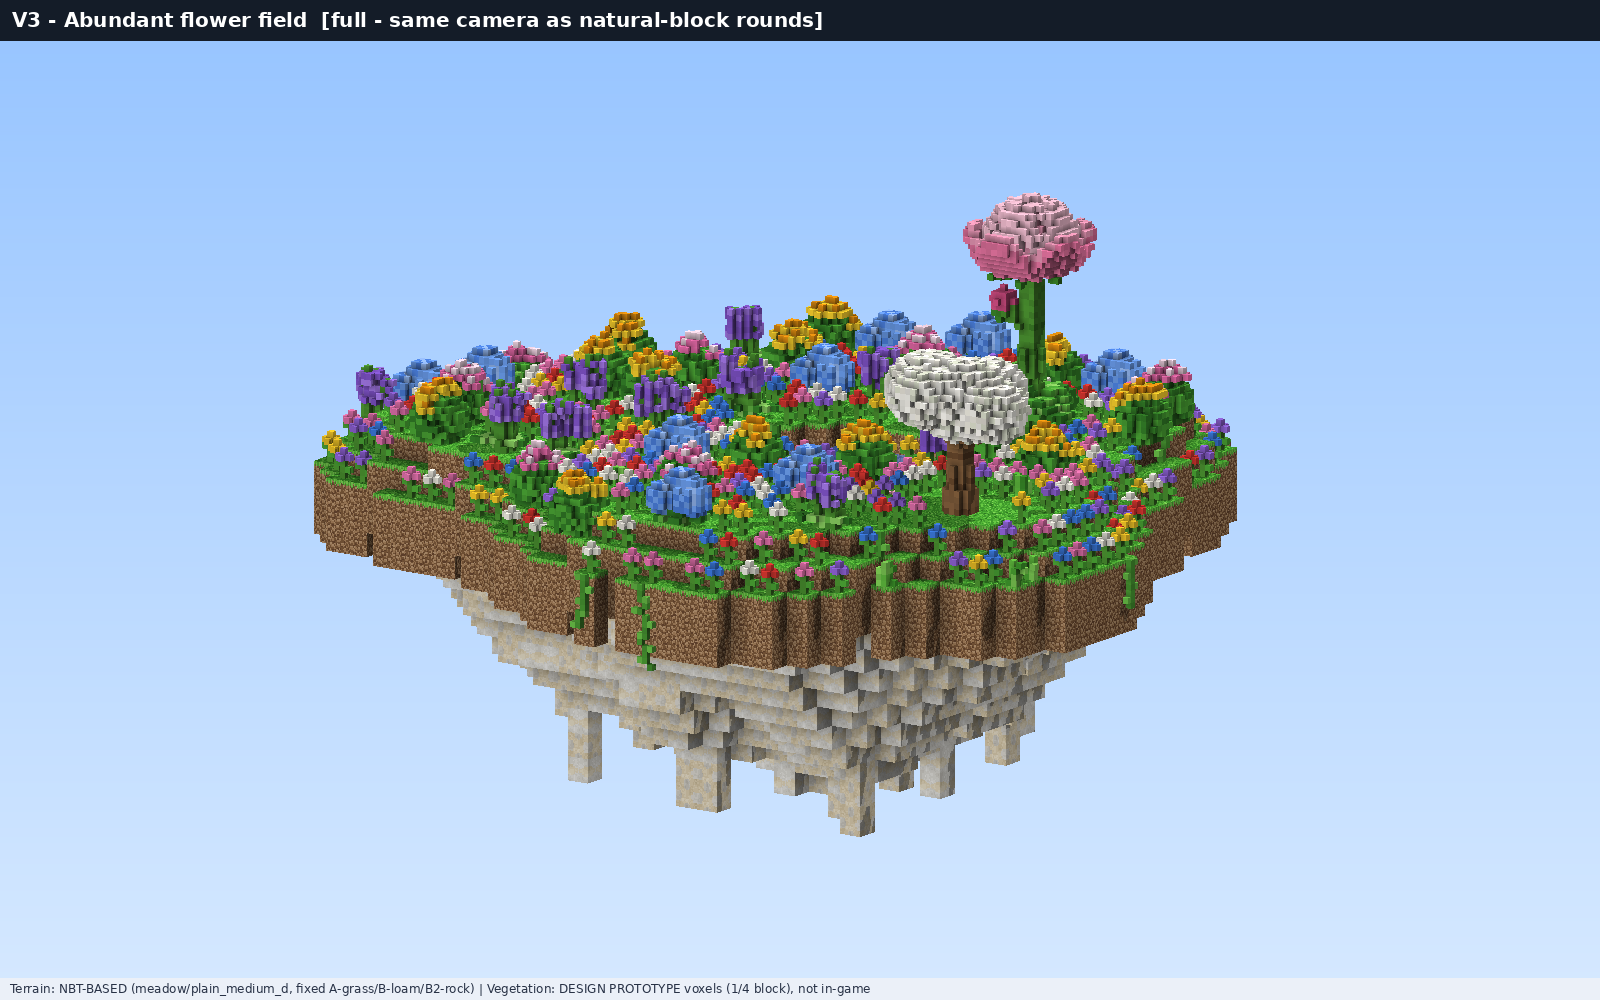 V3 - Abundant flower field  [full - same camera as natural-block rounds]
Terrain: NBT-BASED (meadow/plain_medium_d, fixed A-grass/B-loam/B2-rock) | Vegetation: DESIGN PROTOTYPE voxels (1/4 block), not in-game